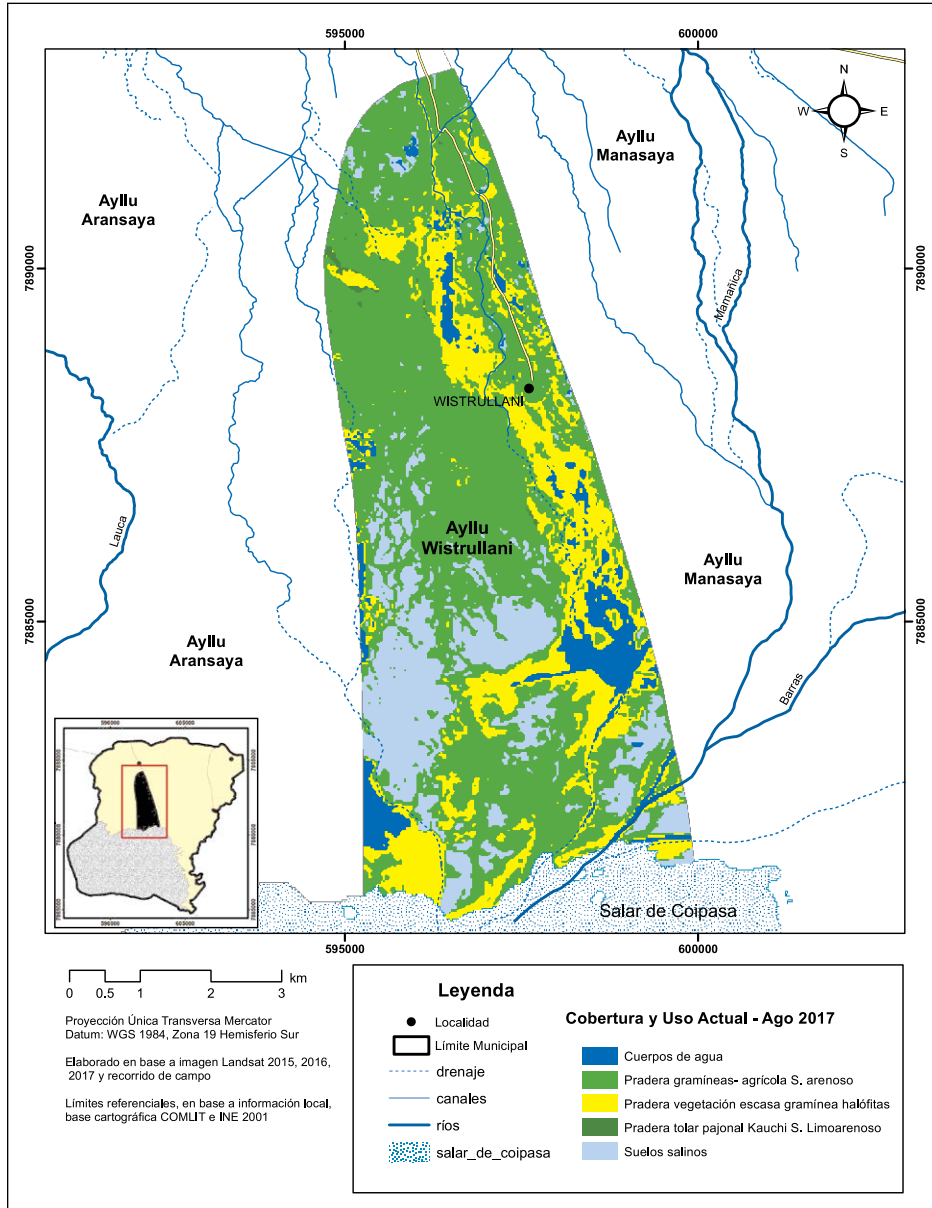 595000
600000
N
W
E
S
Ayllu
Manasaya
Ayllu
Aransaya
7890000
7890000
Mamañica
WISTRULLANI
Lauca
Ayllu
Wistrullani
Ayllu
Manasaya
7885000
7885000
Ayllu
Aransaya
Barras
Salar de Coipasa
595000
600000
0 0.5 1 2 3 km
Proyección Única Transversa Mercator
Datum: WGS 1984, Zona 19 Hemisferio Sur
Elaborado en base a imagen Landsat 2015, 2016,
2017 y recorrido de campo
Límites referenciales, en base a información local,
base cartográfica COMLIT e INE 2001
Leyenda
Localidad
Límite Municipal
drenaje
canales
ríos
salar_de_coipasa
Cobertura y Uso Actual - Ago 2017
Cuerpos de agua
Pradera gramíneas- agrícola S. arenoso
Pradera vegetación escasa gramínea halófitas
Pradera tolar pajonal Kauchi S. Limoarenoso
Suelos salinos